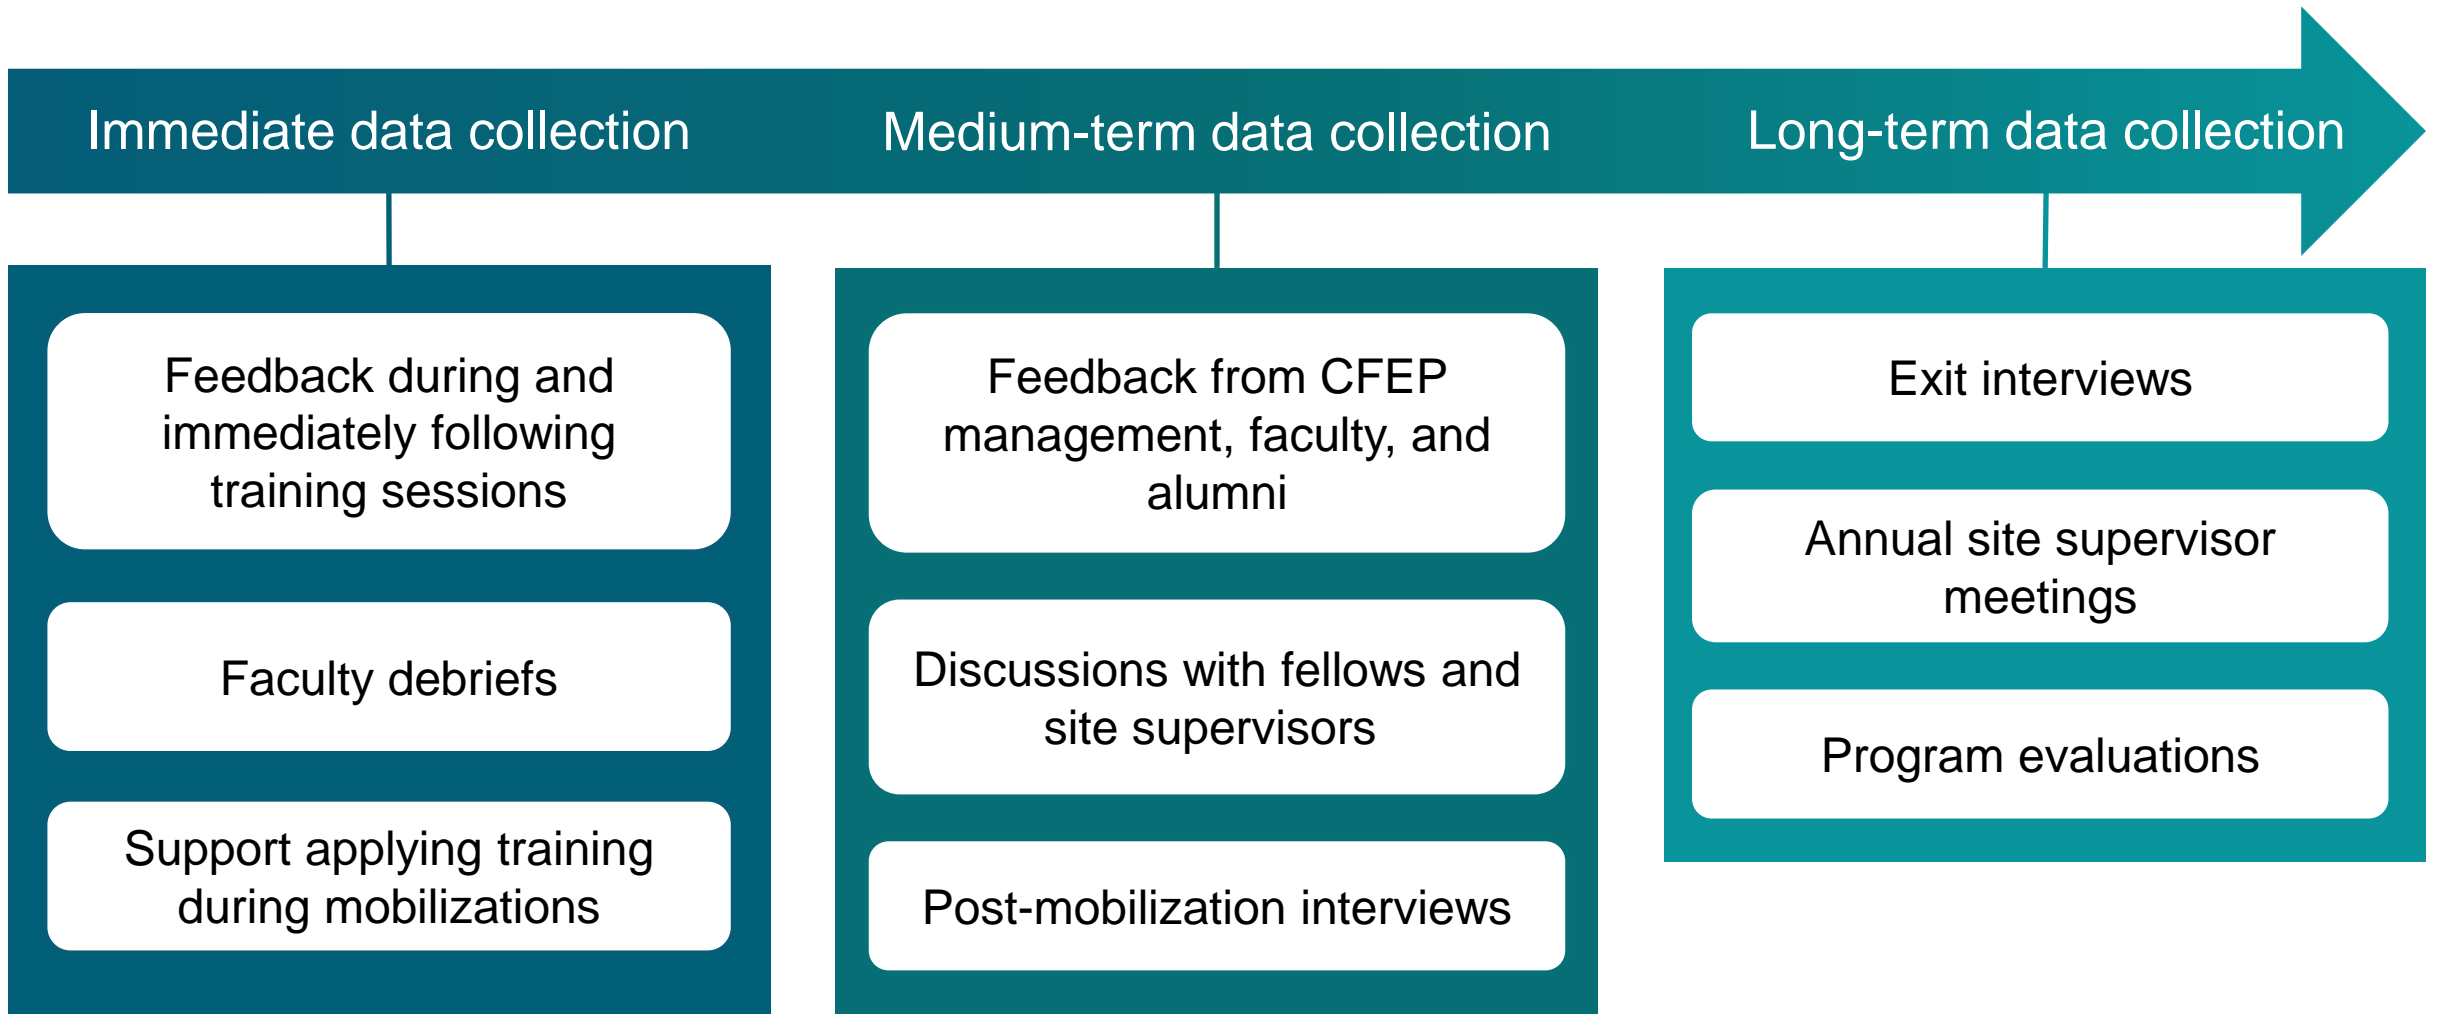 Immediate data collection
Medium-term data collection
Long-term data collection
Feedback during and
immediately following
training sessions
Faculty debriefs
Support applying training
during mobilizations
Feedback from CFEP
management, faculty, and
alumni
Discussions with fellows and
site supervisors
Post-mobilization interviews
Exit interviews
Annual site supervisor
meetings
Program evaluations